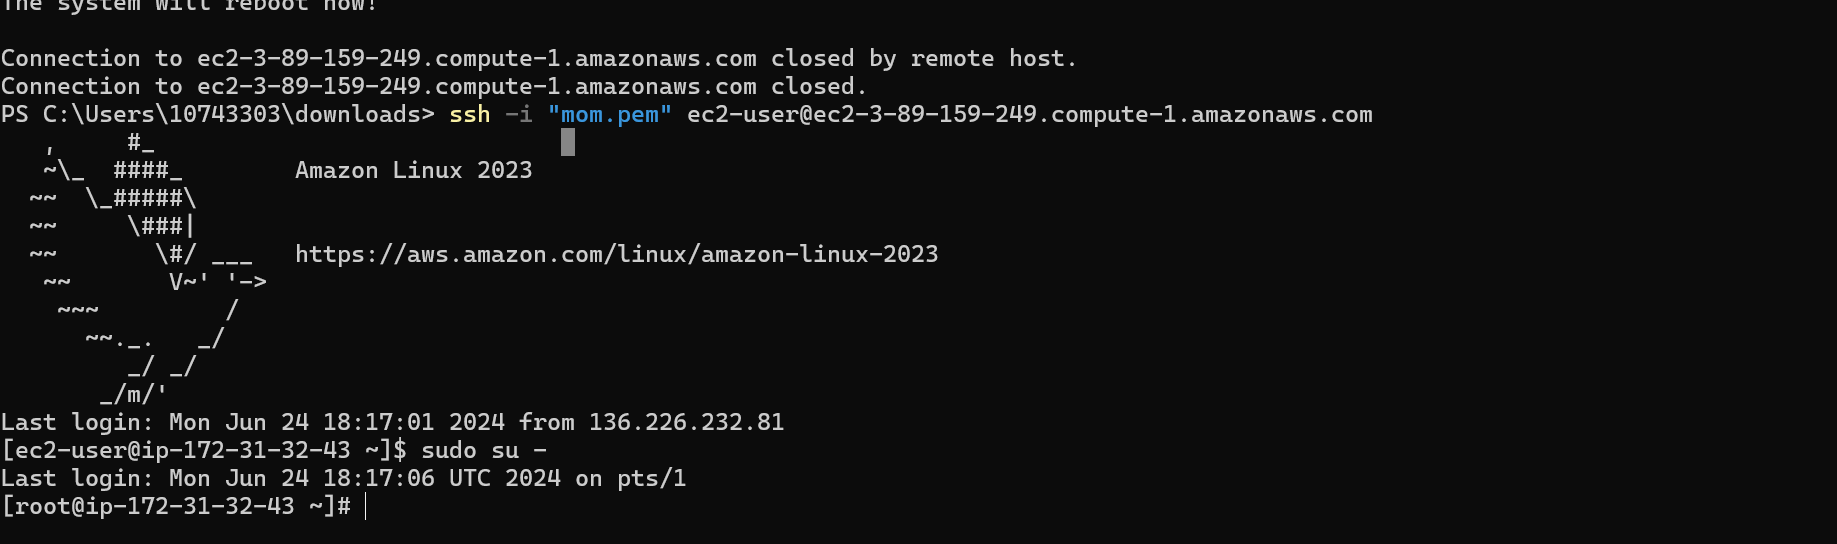 The system will reboot now!
Connection to ec2-3-89-159-249.compute-1.amazonaws.com closed by remote host.
Connection to ec2-3-89-159-249.compute-1.amazonaws.com closed.
PS C:\Users\10743303\downloads> ssh -i "mom.pem" ec2-user@ec2-3-89-159-249.compute-1.amazonaws.com
   ,     #_
   ~\_  ####_        Amazon Linux 2023
  ~~  \_#####\
  ~~     \###|
  ~~       \#/ ___   https://aws.amazon.com/linux/amazon-linux-2023
   ~~       V~' '->
    ~~~         /
      ~~._.   _/
         _/ _/
       _/m/'
Last login: Mon Jun 24 18:17:01 2024 from 136.226.232.81
[ec2-user@ip-172-31-32-43 ~]$ sudo su -
Last login: Mon Jun 24 18:17:06 UTC 2024 on pts/1
[root@ip-172-31-32-43 ~]#